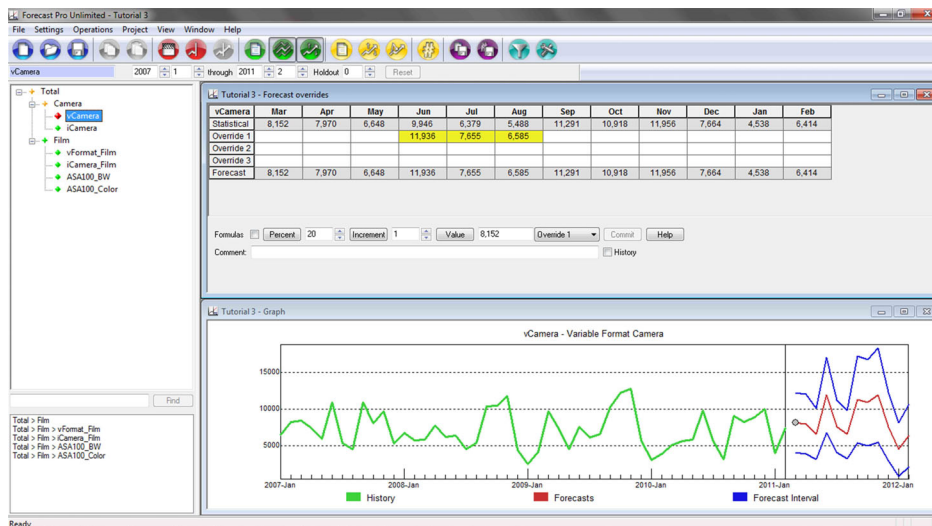 Forecast Pro Unlimited - Tutorial 3
File Settings Operations Project View Window Help
vCamera 2007 1 through 2011 2 Holdout 0 Reset
Total
Camera
vCamera
iCamera
Film
vFormat_Film
iCamera_Film
ASA100_BW
ASA100_Color
Find
Total > Film
Total > Film > vFormat_Film
Total > Film > iCamera_Film
Total > Film > ASA100_BW
Total > Film > ASA100_Color
Tutorial 3 - Forecast overrides
vCamera Mar Apr May Jun Jul Aug Sep Oct Nov Dec Jan Feb
Statistical 8,152 7,970 6,648 9,946 6,379 5,488 11,291 10,918 11,956 7,664 4,538 6,414
Override 1 11,936 7,655 6,585
Override 2
Override 3
Forecast 8,152 7,970 6,648 11,936 7,655 6,585 11,291 10,918 11,956 7,664 4,538 6,414
Formulas Percent 20 Increment 1 Value 8,152 Override 1 Commit Help
Comment: History
Tutorial 3 - Graph
vCamera - Variable Format Camera
15000
10000
5000
2007-Jan 2008-Jan 2009-Jan 2010-Jan 2011-Jan 2012-Jan
History Forecasts Forecast Interval
Ready